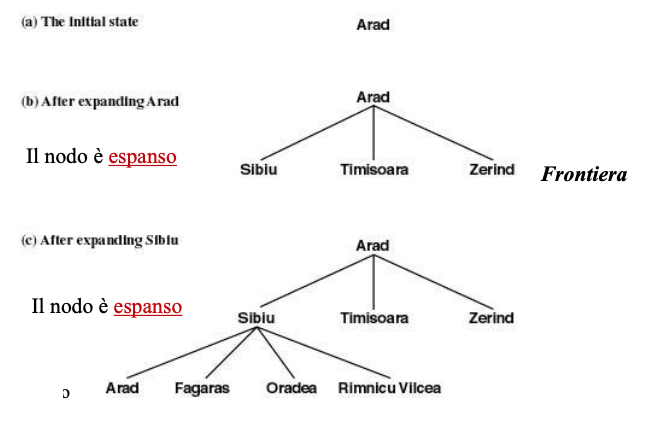 (a) The initial state
Arad
(b) After expanding Arad
Arad
Il nodo è espanso
Sibiu Timisoara Zerind
Frontiera
(c) After expanding Sibiu
Arad
Il nodo è espanso
Sibiu Timisoara Zerind
Arad Fagaras Oradea Rimnicu Vilcea